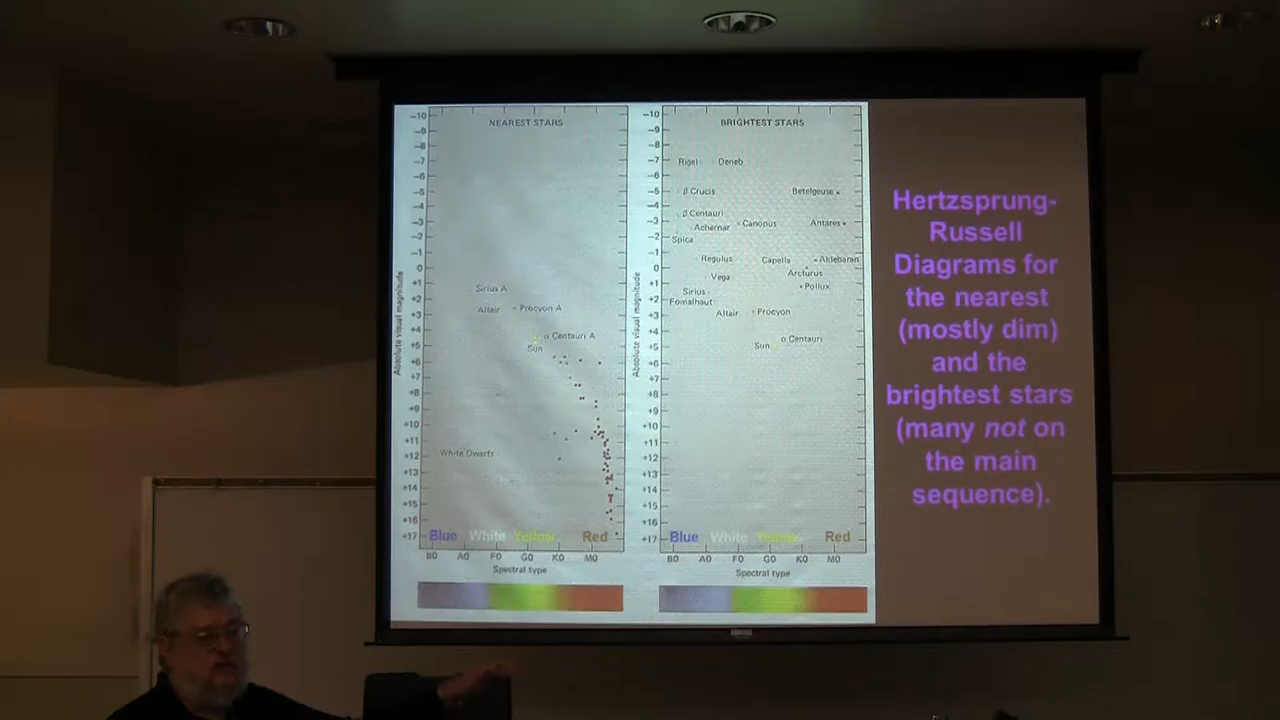 NEAREST STARS
-10
-9
-8
-7
-6
-5
-4
-3
-2
-1
0
+1
+2
+3
+4
+5
+6
+7
+8
+9
+10
+11
+12
+13
+14
+15
+16
+17
Absolute visual magnitude
Sirius A
Altair
Procyon A
α Centauri A
Sun
White Dwarfs
Blue White Yellow Red
B0 A0 F0 G0 K0 M0
Spectral type
BRIGHTEST STARS
-10
-9
-8
-7
-6
-5
-4
-3
-2
-1
0
+1
+2
+3
+4
+5
+6
+7
+8
+9
+10
+11
+12
+13
+14
+15
+16
+17
Absolute visual magnitude
Rigel Deneb
β Crucis Betelgeuse
β Centauri
Achernar Canopus Antares
Spica
Regulus Capella Aldebaran
Arcturus
Vega
Pollux
Sirius
Fomalhaut
Altair Procyon
α Centauri
Sun
Blue White Yellow Red
B0 A0 F0 G0 K0 M0
Spectral type
Hertzsprung-
Russell
Diagrams for
the nearest
(mostly dim)
and the
brightest stars
(many not on
the main
sequence).